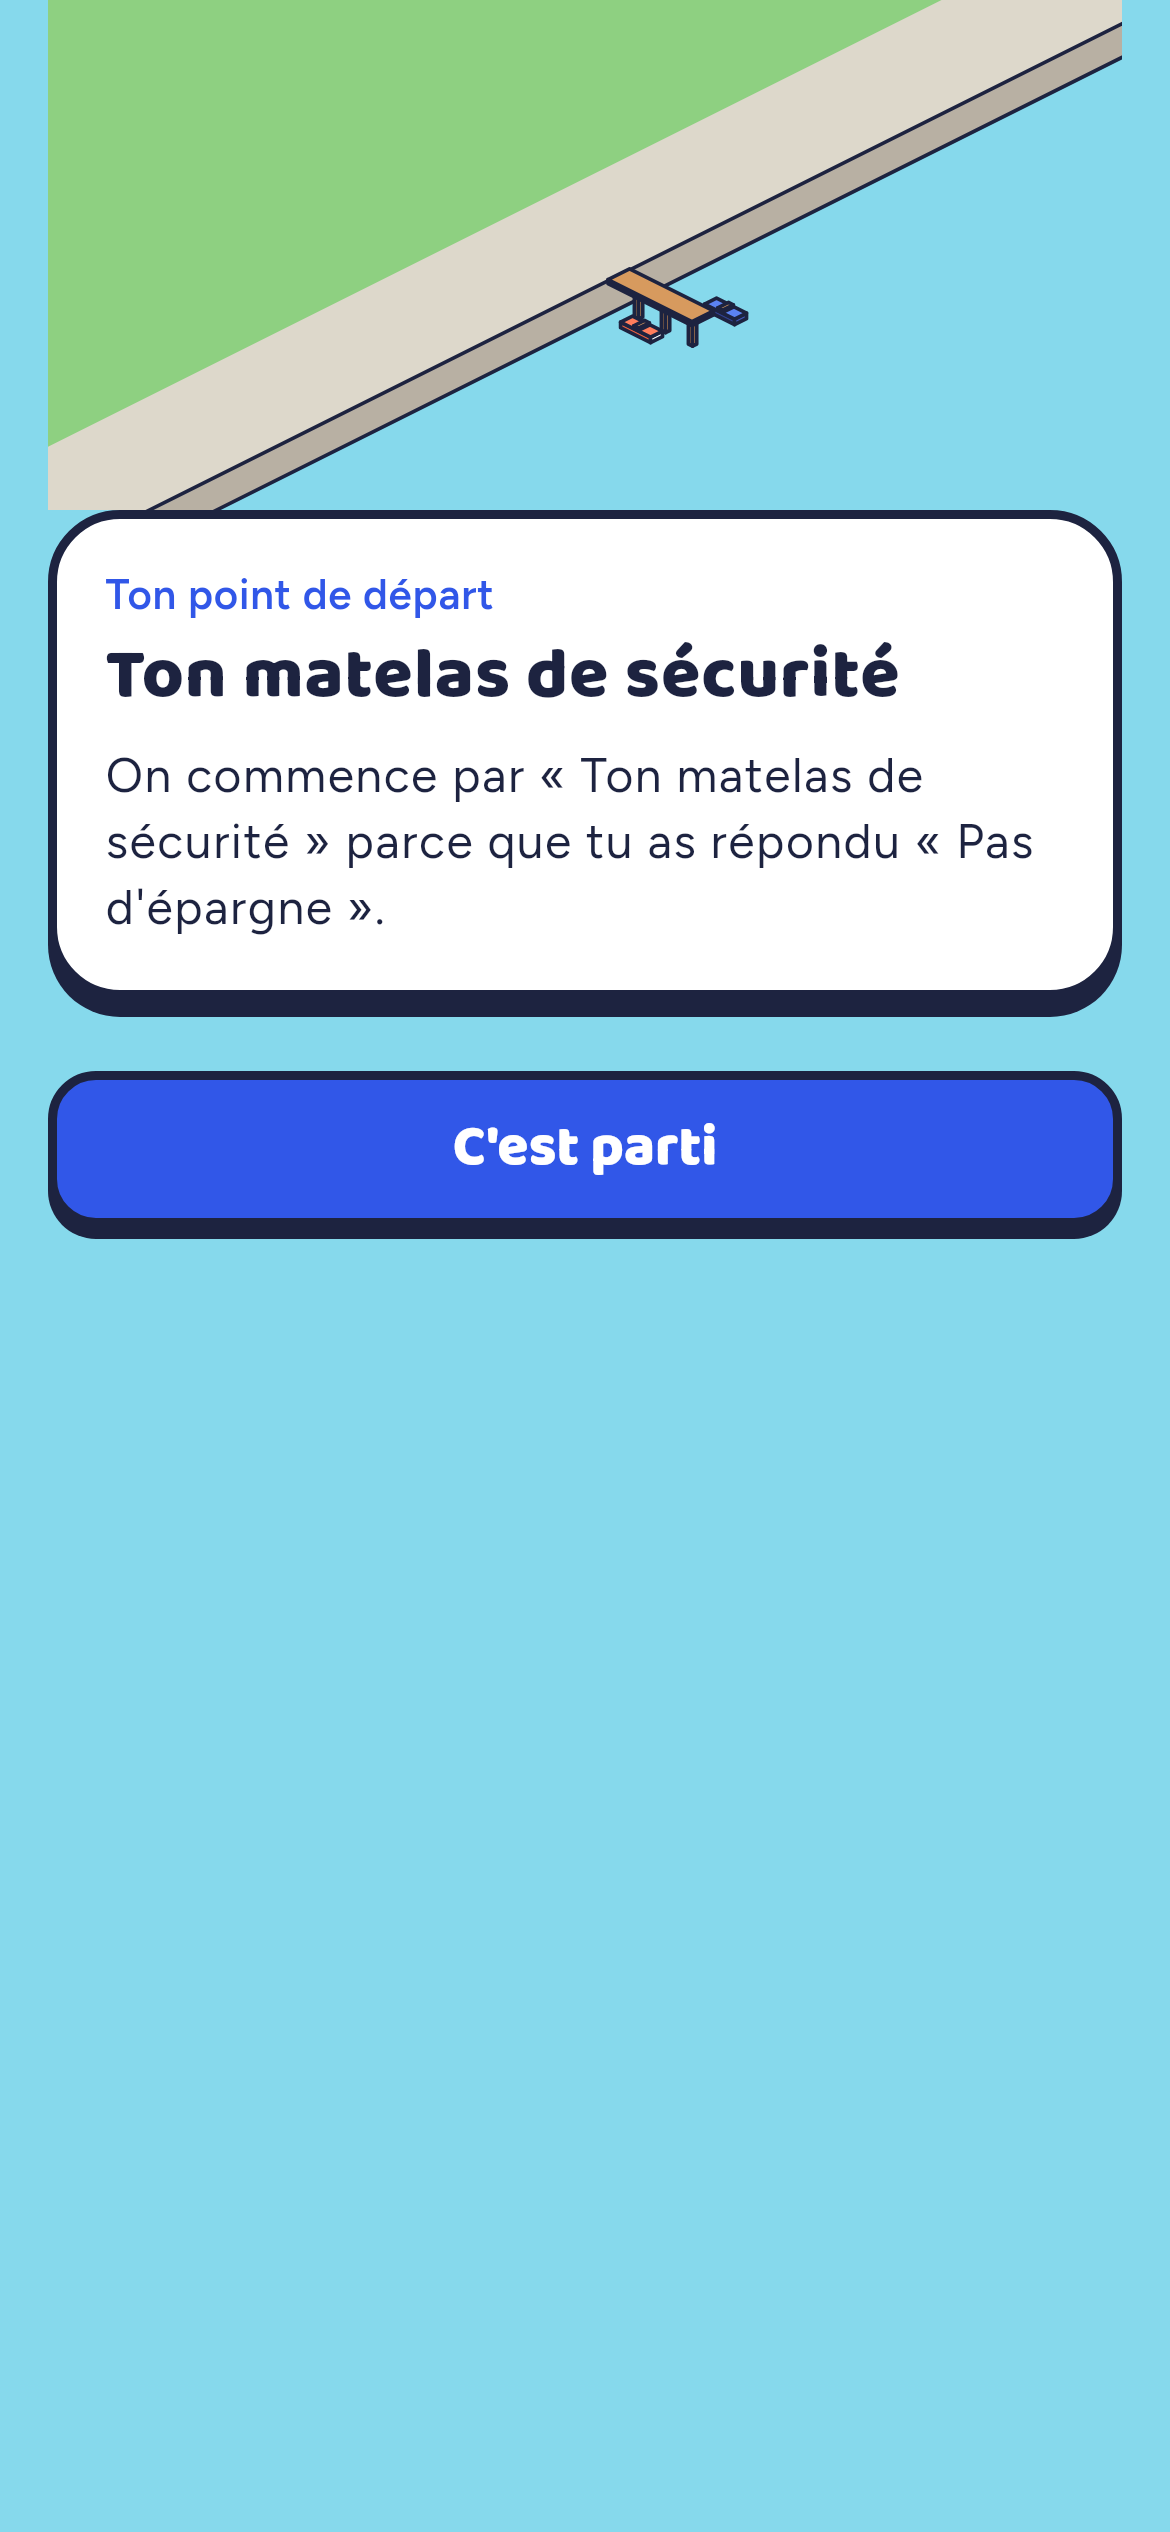 Ton point de départ
Ton matelas de sécurité
On commence par « Ton matelas de
sécurité » parce que tu as répondu « Pas
d'épargne ».
C'est parti